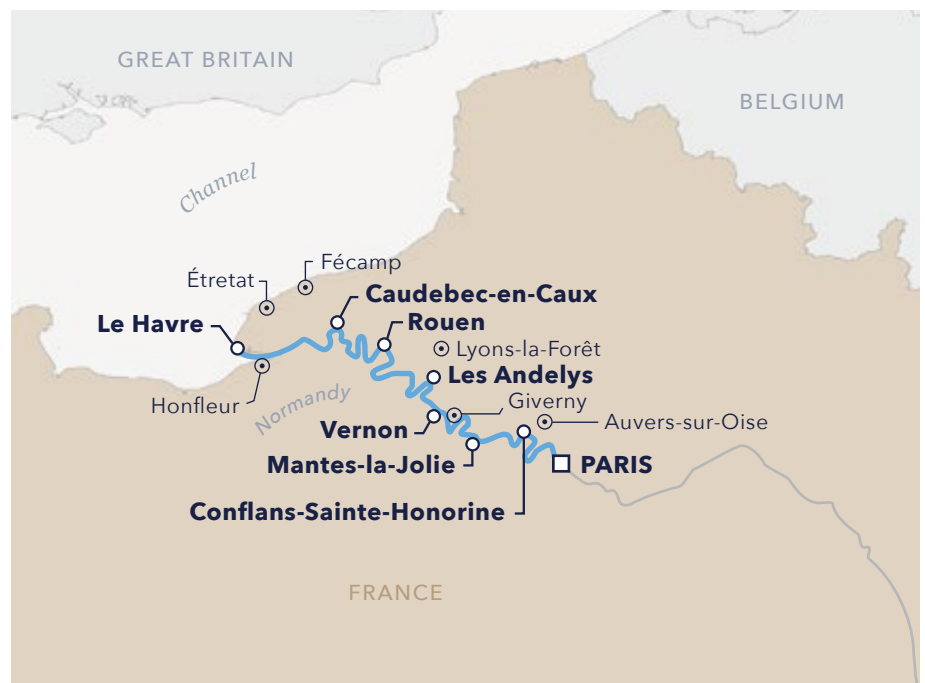 GREAT BRITAIN
BELGIUM
Channel
Fécamp
Étretat
Caudebec-en-Caux
Le Havre
Rouen
Lyons-la-Forêt
Les Andelys
Honfleur
Normandy
Giverny
Auvers-sur-Oise
Vernon
Mantes-la-Jolie
PARIS
Conflans-Sainte-Honorine
FRANCE